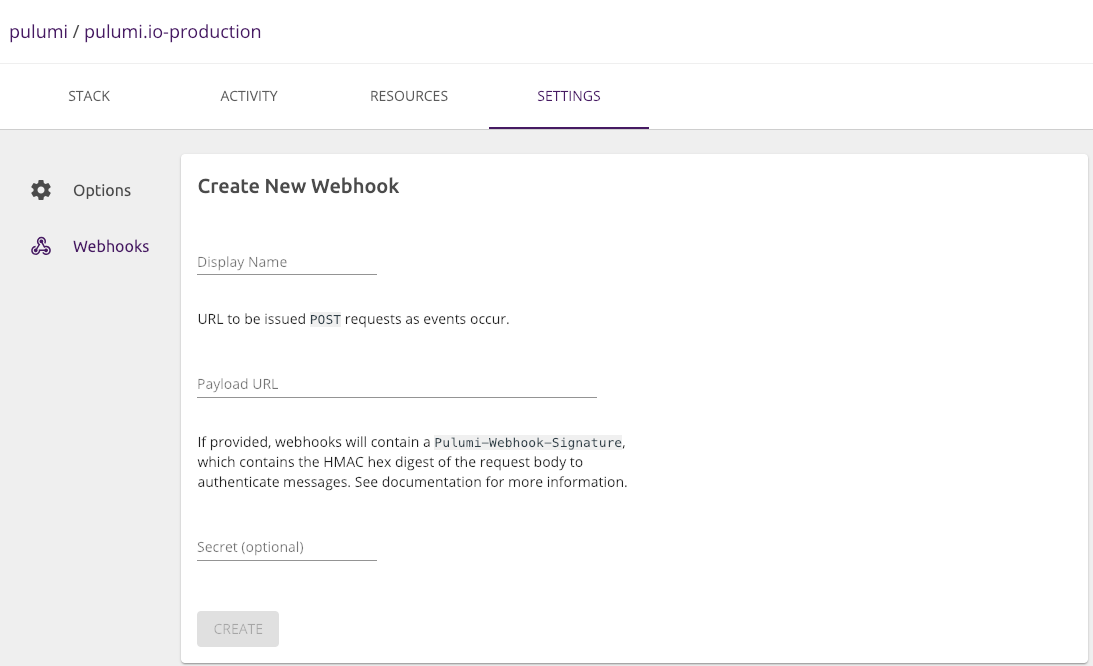 pulumi / pulumi.io-production
STACK ACTIVITY RESOURCES SETTINGS
Options
Webhooks
Create New Webhook
Display Name
URL to be issued POST requests as events occur.
Payload URL
If provided, webhooks will contain a Pulumi-Webhook-Signature,
which contains the HMAC hex digest of the request body to
authenticate messages. See documentation for more information.
Secret (optional)
CREATE